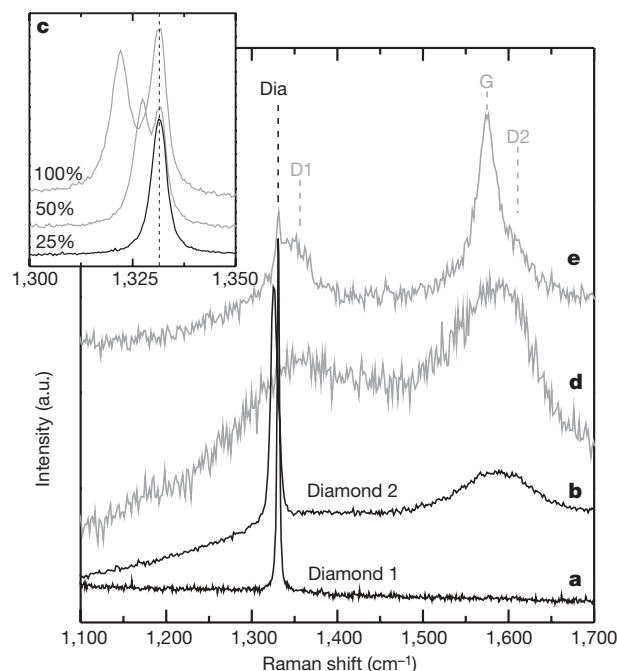 c
100%
50%
25%
1,300 1,325 1,350
Dia
D1
G
D2
e
d
Diamond 2
b
Diamond 1
a
Intensity (a.u.)
1,100 1,200 1,300 1,400 1,500 1,600 1,700
Raman shift (cm⁻¹)